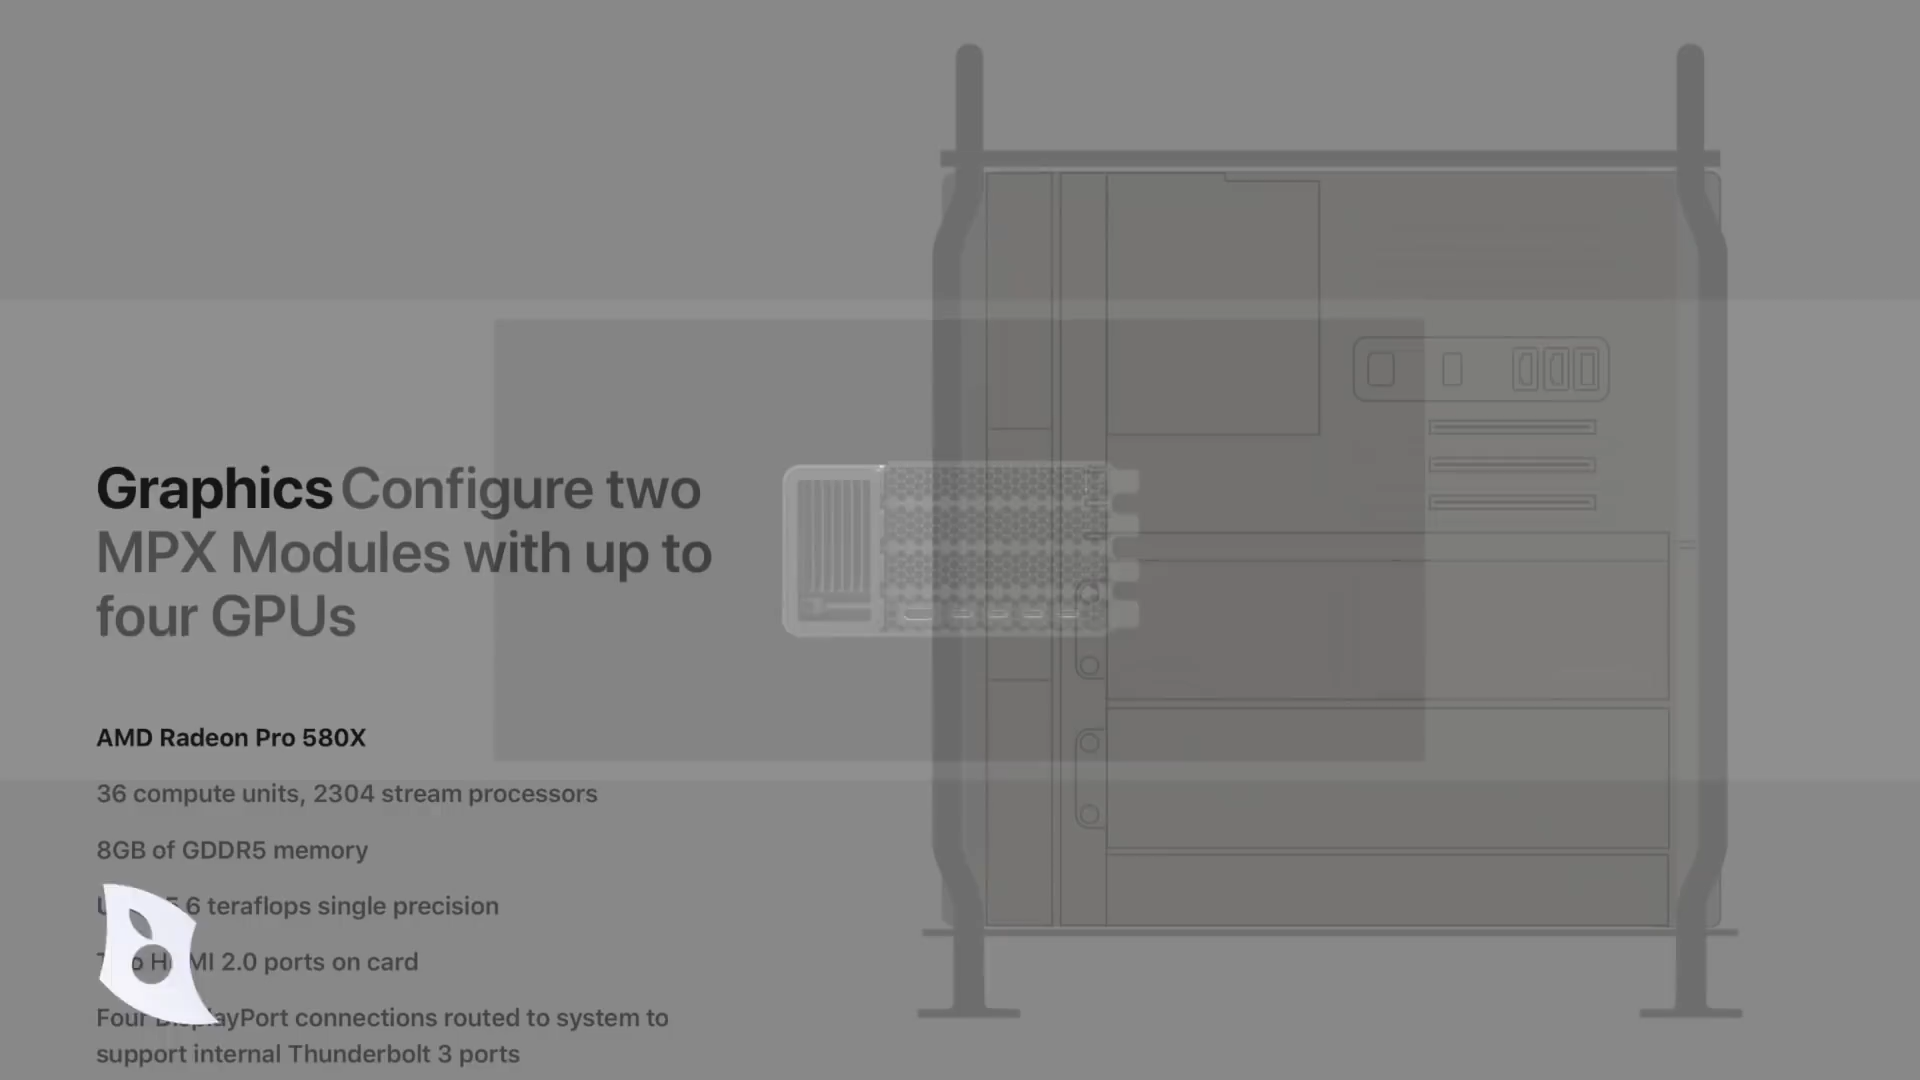 Graphics Configure two
MPX Modules with up to
four GPUs
AMD Radeon Pro 580X
36 compute units, 2304 stream processors
8GB of GDDR5 memory
6 teraflops single precision
HDMI 2.0 ports on card
Four DisplayPort connections routed to system to
support internal Thunderbolt 3 ports